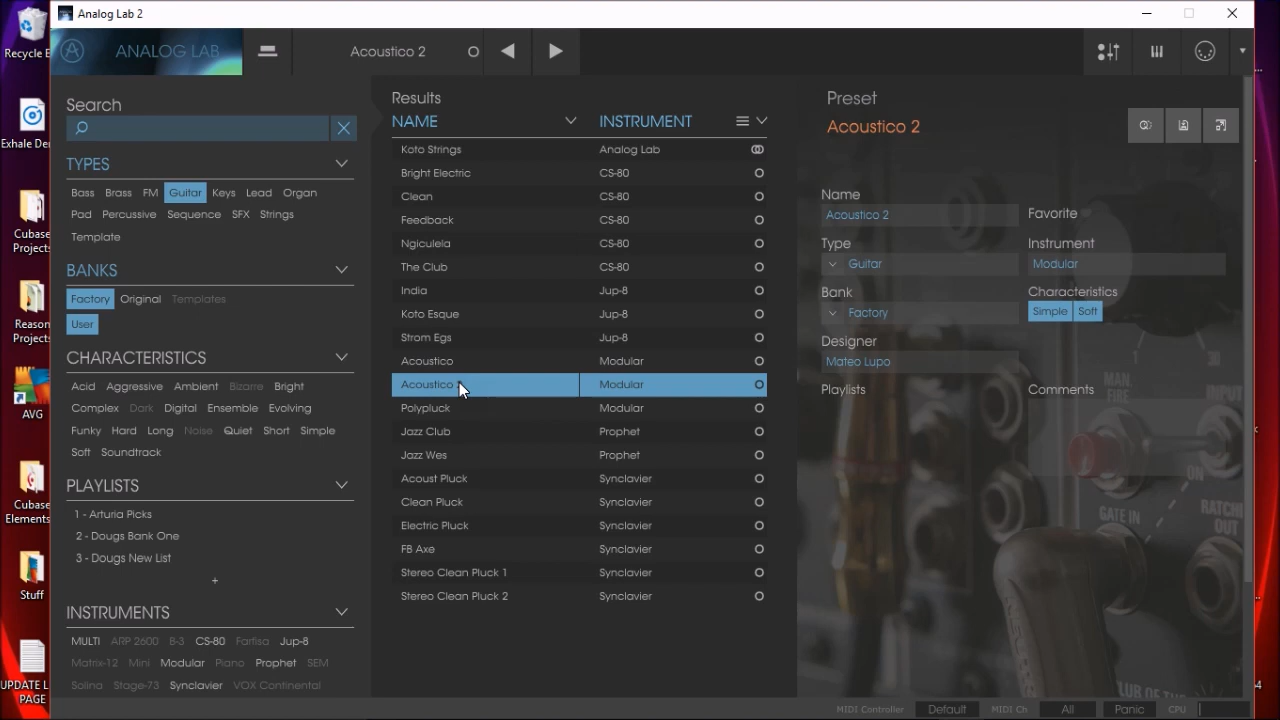 Analog Lab 2
ANALOG LAB
Acoustico 2
Recycle
Exhale De
Cubase
Projects
Reason
Projects
AVG
Cubase
Elements
Stuff
UPDATE L
PAGE
Search
TYPES
Bass Brass FM Guitar Keys Lead Organ
Pad Percussive Sequence SFX Strings
Template
BANKS
Factory Original Templates
User
CHARACTERISTICS
Acid Aggressive Ambient Bizarre Bright
Complex Dark Digital Ensemble Evolving
Funky Hard Long Noise Quiet Short Simple
Soft Soundtrack
PLAYLISTS
1 - Arturia Picks
2 - Dougs Bank One
3 - Dougs New List
+
INSTRUMENTS
MULTI ARP 2600 B-3 CS-80 Farfisa Jup-8
Matrix-12 Mini Modular Piano Prophet SEM
Solina Stage-73 Synclavier VOX Continental
Results
NAME INSTRUMENT
Koto Strings Analog Lab
Bright Electric CS-80
Clean CS-80
Feedback CS-80
Ngiculela CS-80
The Club CS-80
India Jup-8
Koto Esque Jup-8
Strom Egs Jup-8
Acoustico Modular
Acoustico Modular
Polypluck Modular
Jazz Club Prophet
Jazz Wes Prophet
Acoust Pluck Synclavier
Clean Pluck Synclavier
Electric Pluck Synclavier
FB Axe Synclavier
Stereo Clean Pluck 1 Synclavier
Stereo Clean Pluck 2 Synclavier
Preset
Acoustico 2
Name
Acoustico 2
Favorite
Type
Guitar
Instrument
Modular
Bank
Factory
Characteristics
Simple Soft
Designer
Mateo Lupo
Playlists
Comments
MAN.
FIRE
INPUT
ON
GATE IN
RATCH
OUT
LUB OF
MIDI Controller Default MIDI Ch All Panic CPU